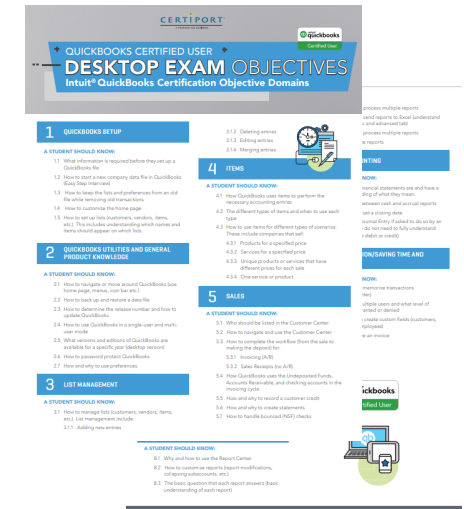 CERTIPORT
QUICKBOOKS CERTIFIED USER
DESKTOP EXAM OBJECTIVES
Intuit® QuickBooks Certification Objective Domains
quickbooks
Certified User
1 QUICKBOOKS SETUP
A STUDENT SHOULD KNOW:
1.1 What information is required before they set up a
QuickBooks file
1.2 How to start a new company data file in QuickBooks
(Easy Step Interview)
1.3 How to keep the lists and preferences from an old
file while removing old transactions
1.4 How to customize the home page
1.5 How to set up lists (customers, vendors, items,
etc.). This includes understanding which names and
items should appear on which lists.
2 QUICKBOOKS UTILITIES AND GENERAL
PRODUCT KNOWLEDGE
A STUDENT SHOULD KNOW:
2.1 How to navigate or move around QuickBooks (use
home page, menus, icon bar etc.)
2.2 How to back up and restore a data file
2.3 How to determine the release number and how to
update QuickBooks
2.4 How to use QuickBooks in a single-user and multi-
user mode
2.5 What versions and editions of QuickBooks are
available for a specific year (desktop version)
2.6 How to password protect QuickBooks
2.7 How and why to use preferences
3 LIST MANAGEMENT
A STUDENT SHOULD KNOW:
3.1 How to manage lists (customers, vendors, items,
etc.). List management include:
3.1.1 Adding new entries
3.1.2 Deleting entries
3.1.3 Editing entries
3.1.4 Merging entries
4 ITEMS
A STUDENT SHOULD KNOW:
4.1 How QuickBooks uses items to perform the
necessary accounting entries
4.2 The different types of items and when to use each
type
4.3 How to use items for different types of scenarios.
These include companies that sell:
4.3.1 Products for a specified price
4.3.2 Services for a specified price
4.3.3 Unique products or services that have
different prices for each sale
4.3.4 One service or product
5 SALES
A STUDENT SHOULD KNOW:
5.1 Who should be listed in the Customer Center
5.2 How to navigate and use the Customer Center
5.3 How to complete the workflow (from the sale to
making the deposit) for:
5.3.1 Invoicing (A/R)
5.3.2 Sales Receipts (no A/R)
5.4 How QuickBooks uses the Undeposited Funds,
Accounts Receivable, and checking accounts in the
invoicing cycle.
5.5 How and why to record a customer credit
5.6 How and why to create statements
5.7 How to handle bounced (NSF) checks
A STUDENT SHOULD KNOW:
8.1 Why and how to use the Report Center
8.2 How to customize reports (report modifications,
collapsing subaccounts, etc.)
8.3 The basic question that each report answers (basic
understanding of each report)
process multiple reports
send reports to Excel (understand
s and advanced tab)
process multiple reports
e reports
NTING
NOW:
nancial statements are and have a
ding of what they mean.
etween cash and accrual reports
set a closing date
Journal Entry if asked to do so by an
do not need to fully understand
a debit or credit)
ION/SAVING TIME AND
NOW:
memorize transactions
ultiple users and what level of
anted or denied
create custom fields (customers,
mployees)
e an invoice
ickbooks
tified User
qb